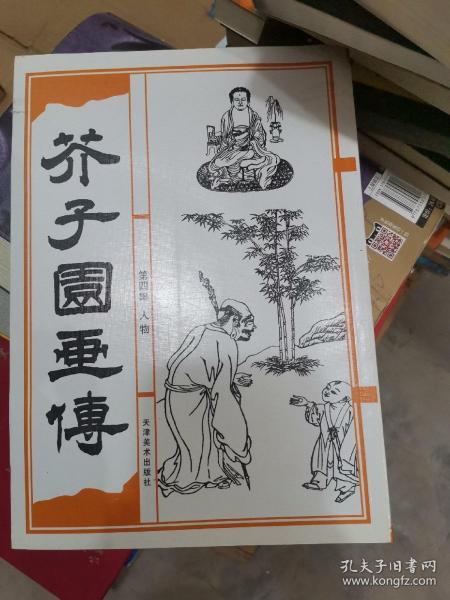 芥子園画傳
第四集 人物
天津美术出版社
孔夫子旧书网
www.kongfz.com